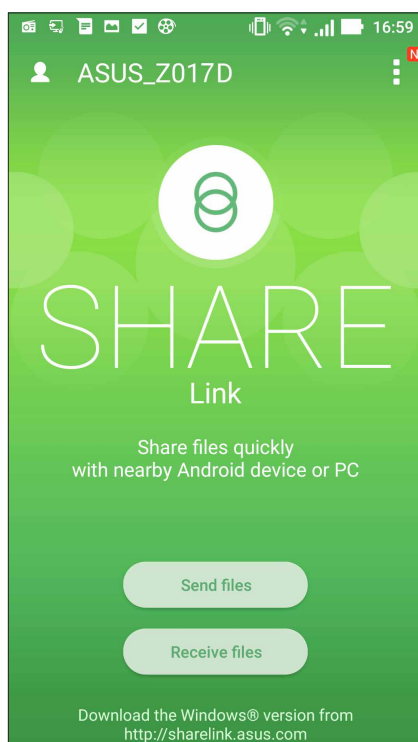 16:59
ASUS_Z017D
N
SHARE
Link
Share files quickly
with nearby Android device or PC
Send files
Receive files
Download the Windows® version from
http://sharelink.asus.com